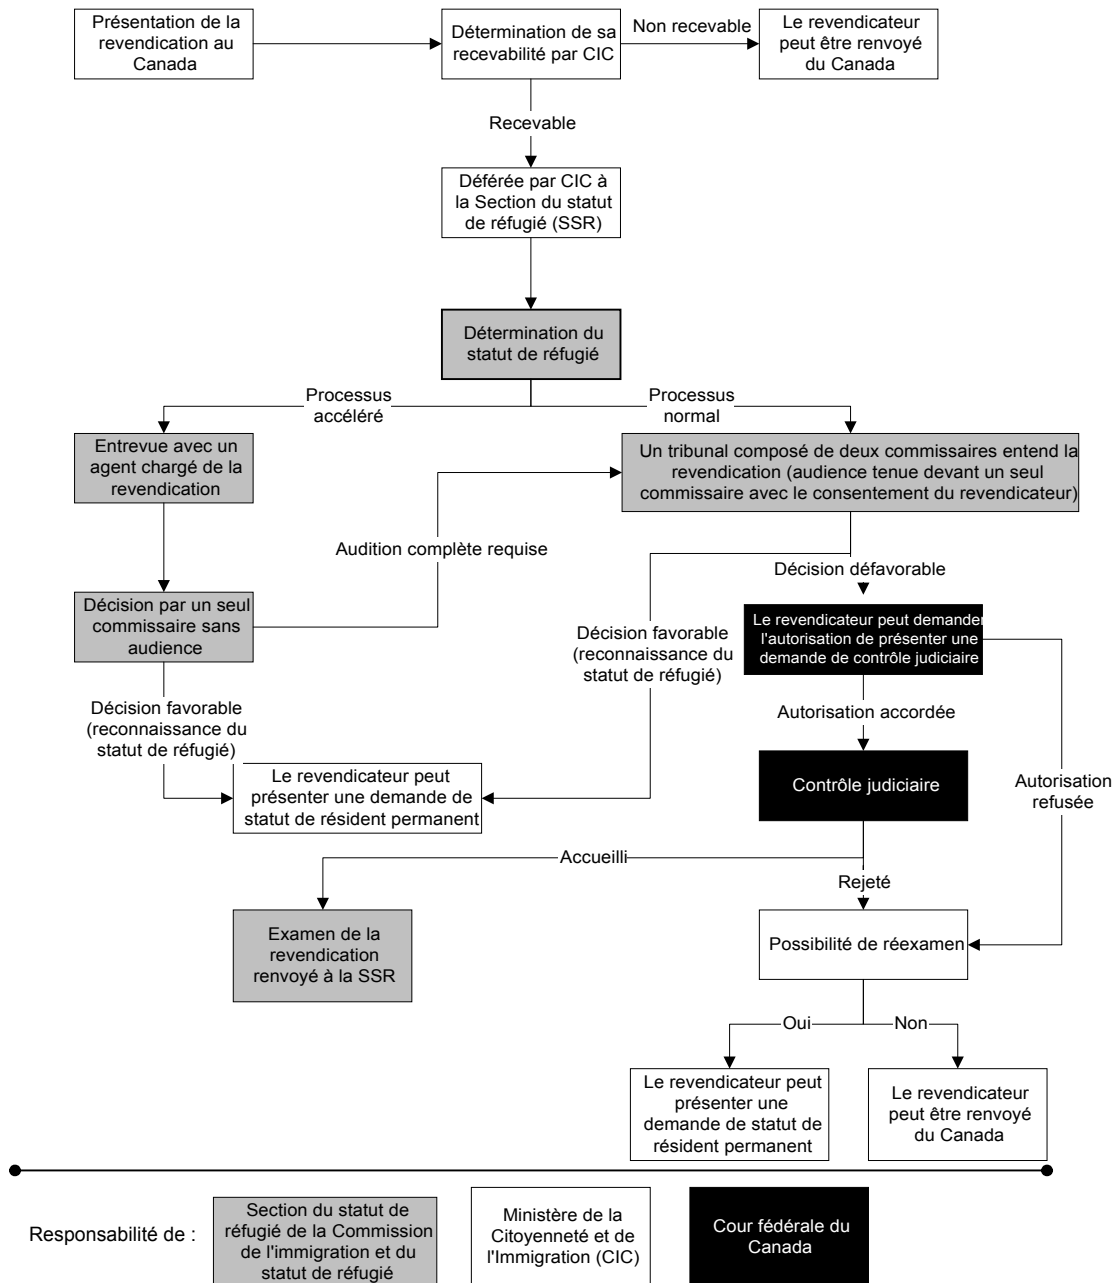 Présentation de la
revendication au
Canada
Détermination de sa
recevabilité par CIC
Non recevable
Le revendicateur
peut être renvoyé
du Canada
Recevable
Déférée par CIC à
la Section du statut
de réfugié (SSR)
Détermination du
statut de réfugié
Processus
accéléré
Processus
normal
Entrevue avec un
agent chargé de la
revendication
Un tribunal composé de deux commissaires entend la
revendication (audience tenue devant un seul
commissaire avec le consentement du revendicateur)
Audition complète requise
Décision défavorable
Décision par un seul
commissaire sans
audience
Le revendicateur peut demander
l'autorisation de présenter une
demande de contrôle judiciaire
Décision favorable
(reconnaissance du
statut de réfugié)
Décision favorable
(reconnaissance du
statut de réfugié)
Autorisation accordée
Le revendicateur peut
présenter une demande de
statut de résident permanent
Contrôle judiciaire
Autorisation
refusée
Accueilli
Rejeté
Examen de la
revendication
renvoyé à la SSR
Possibilité de réexamen
Oui
Non
Le revendicateur peut
présenter une
demande de statut de
résident permanent
Le revendicateur
peut être renvoyé
du Canada
Responsabilité de :
Section du statut de
réfugié de la Commission
de l'immigration et du
statut de réfugié
Ministère de la
Citoyenneté et de
l'Immigration (CIC)
Cour fédérale du
Canada